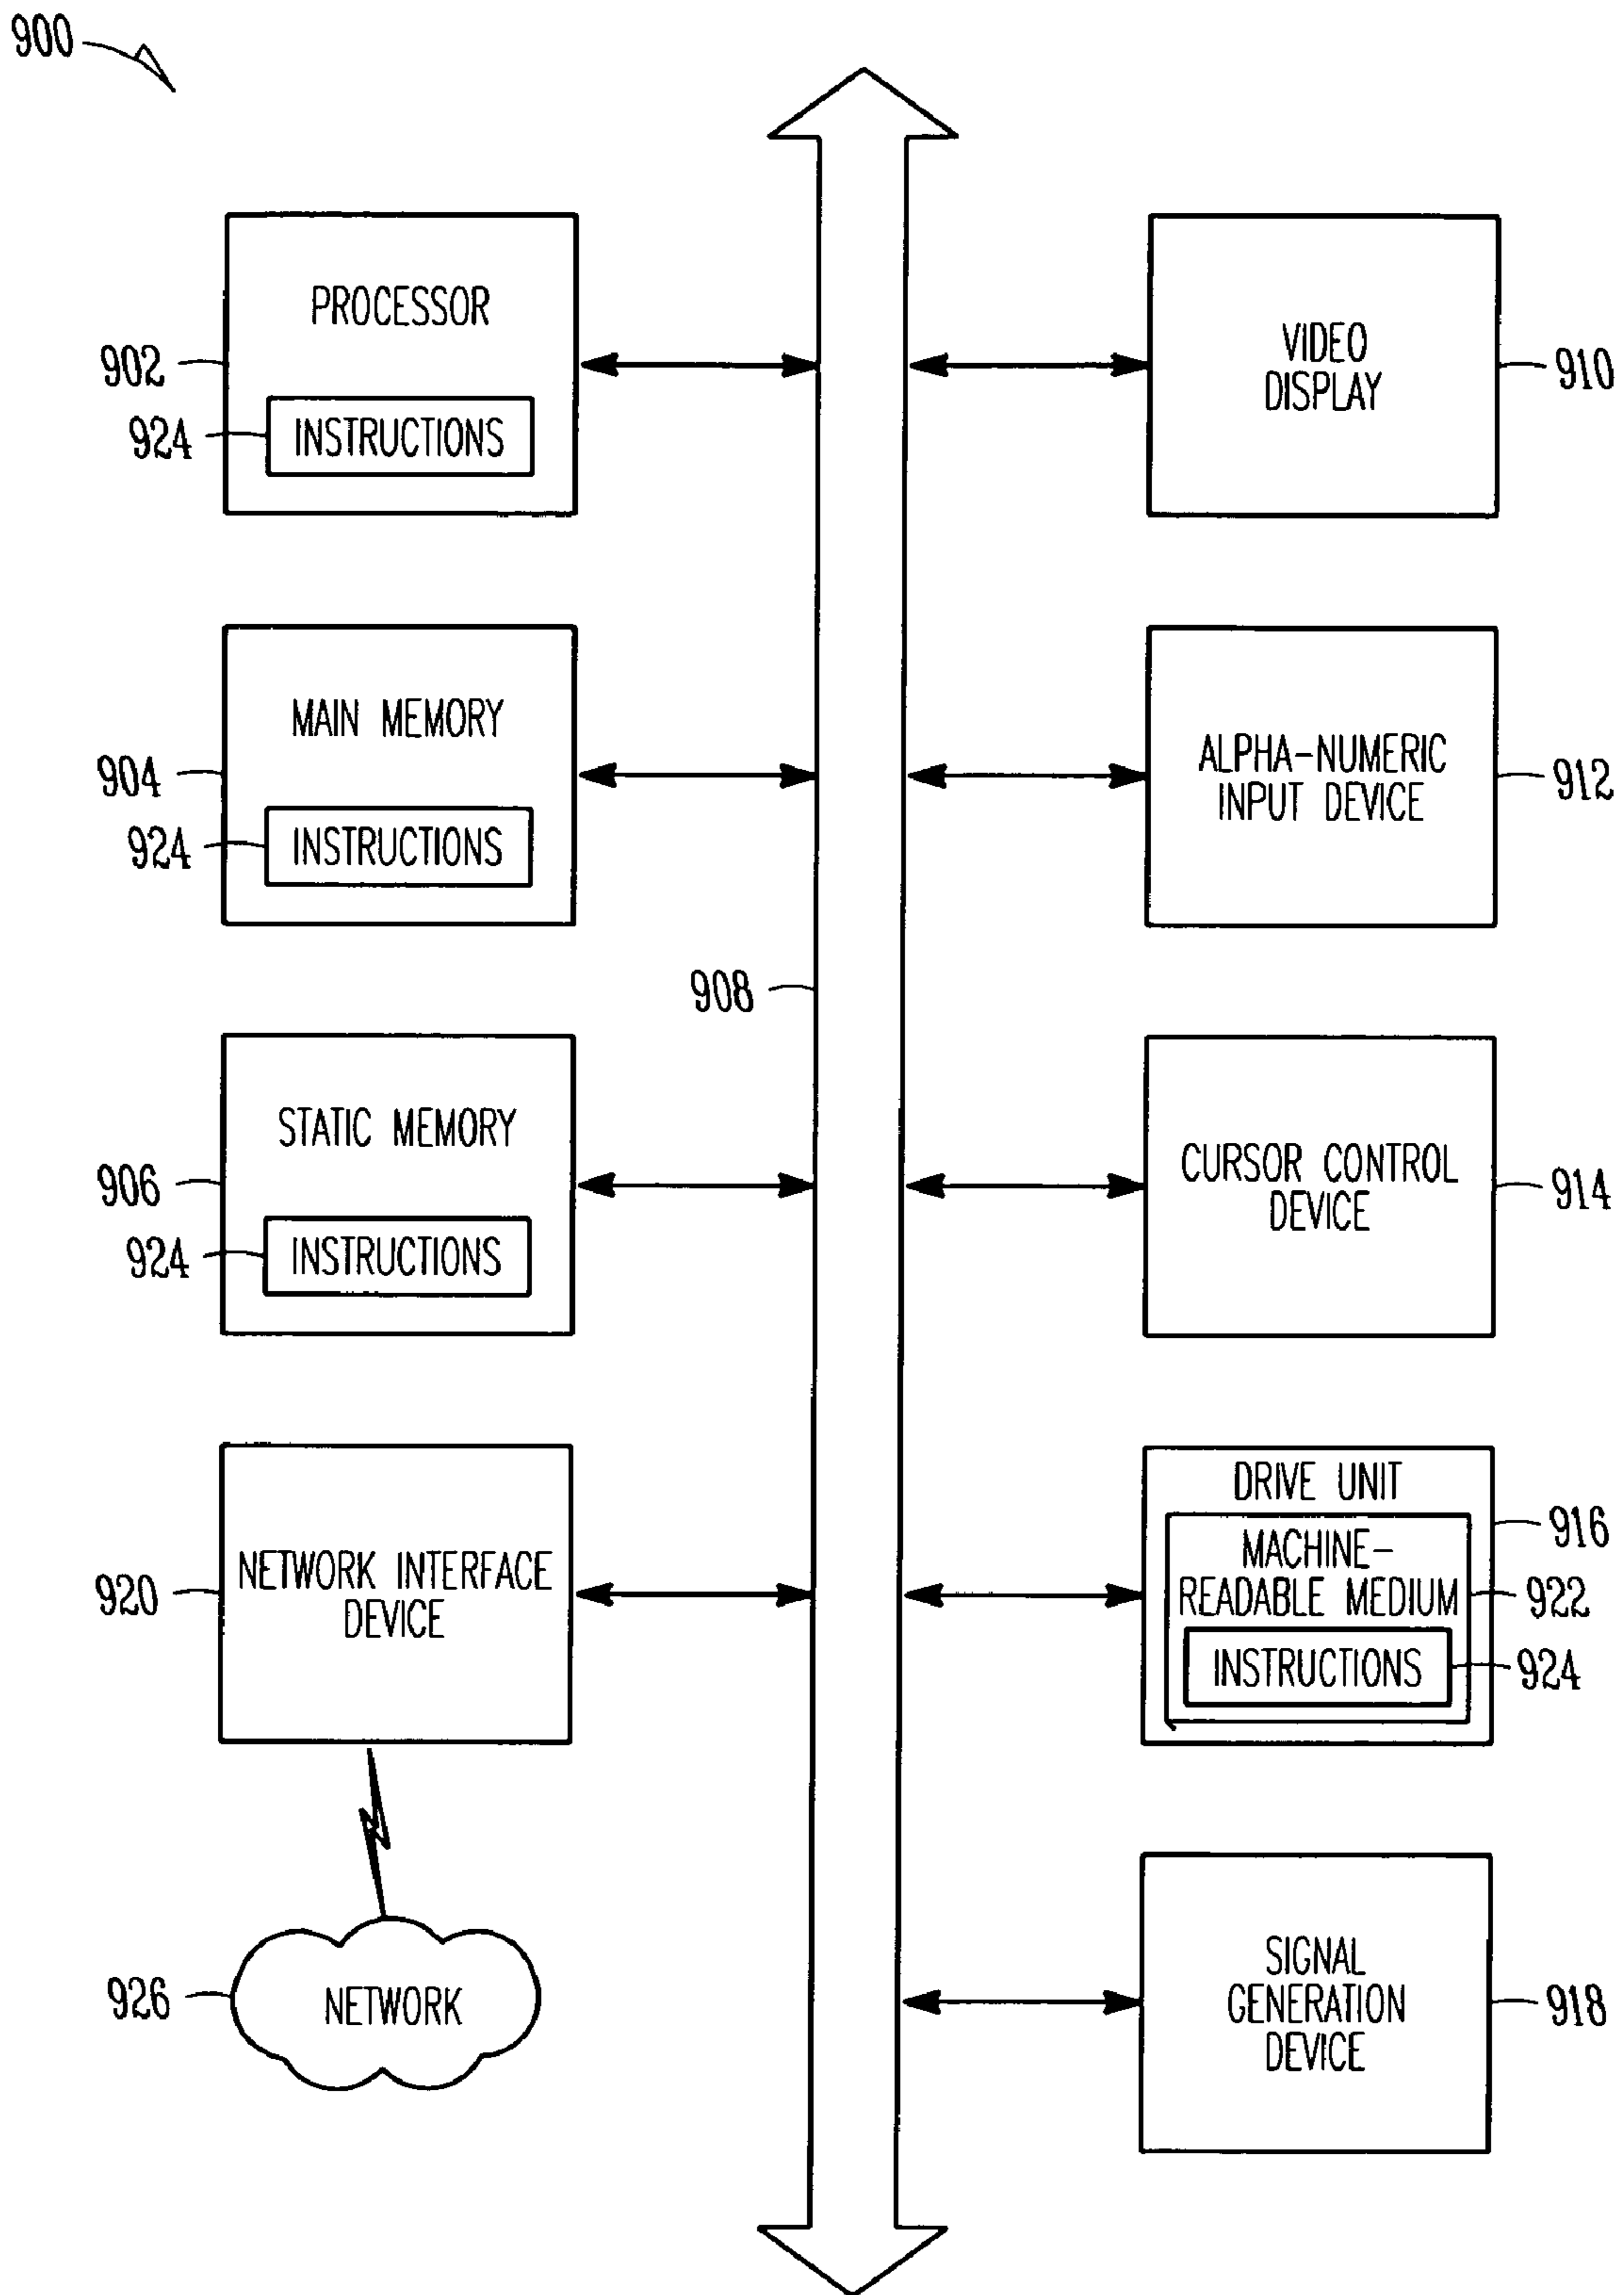 900
PROCESSOR
902
924
INSTRUCTIONS
VIDEO
DISPLAY
910
MAIN MEMORY
904
924
INSTRUCTIONS
ALPHA-NUMERIC
INPUT DEVICE
912
908
STATIC MEMORY
906
924
INSTRUCTIONS
CURSOR CONTROL
DEVICE
914
NETWORK INTERFACE
DEVICE
920
DRIVE UNIT
916
MACHINE-
READABLE MEDIUM
922
INSTRUCTIONS
924
926
NETWORK
SIGNAL
GENERATION
DEVICE
918